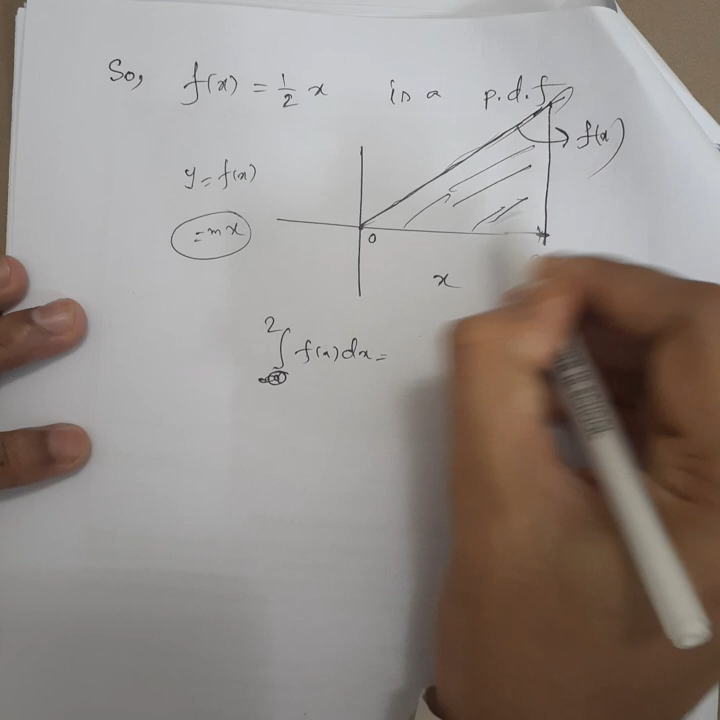 So, f(x) = 1/2 x is a p.d.f
f(x)
y = f(x)
= mx
0
x
2
∫ f(x) dx =